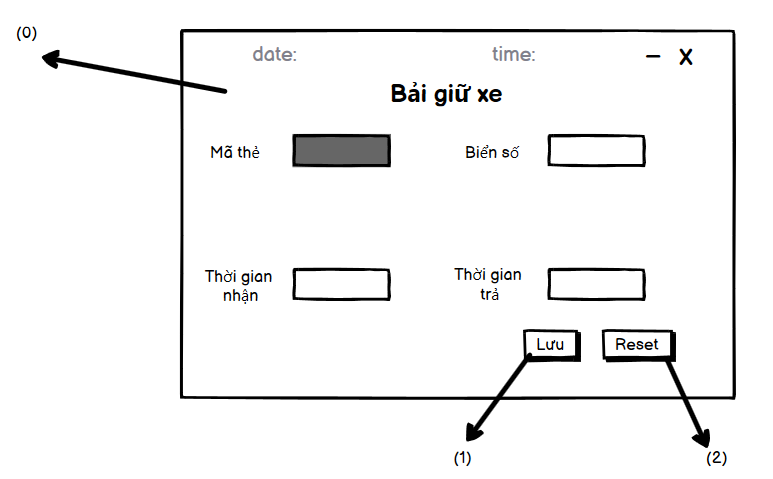 (0)
date:
time:
– X
Bải giữ xe
Mã thẻ
Biển số
Thời gian
nhận
Thời gian
trả
Lưu
Reset
(1)
(2)